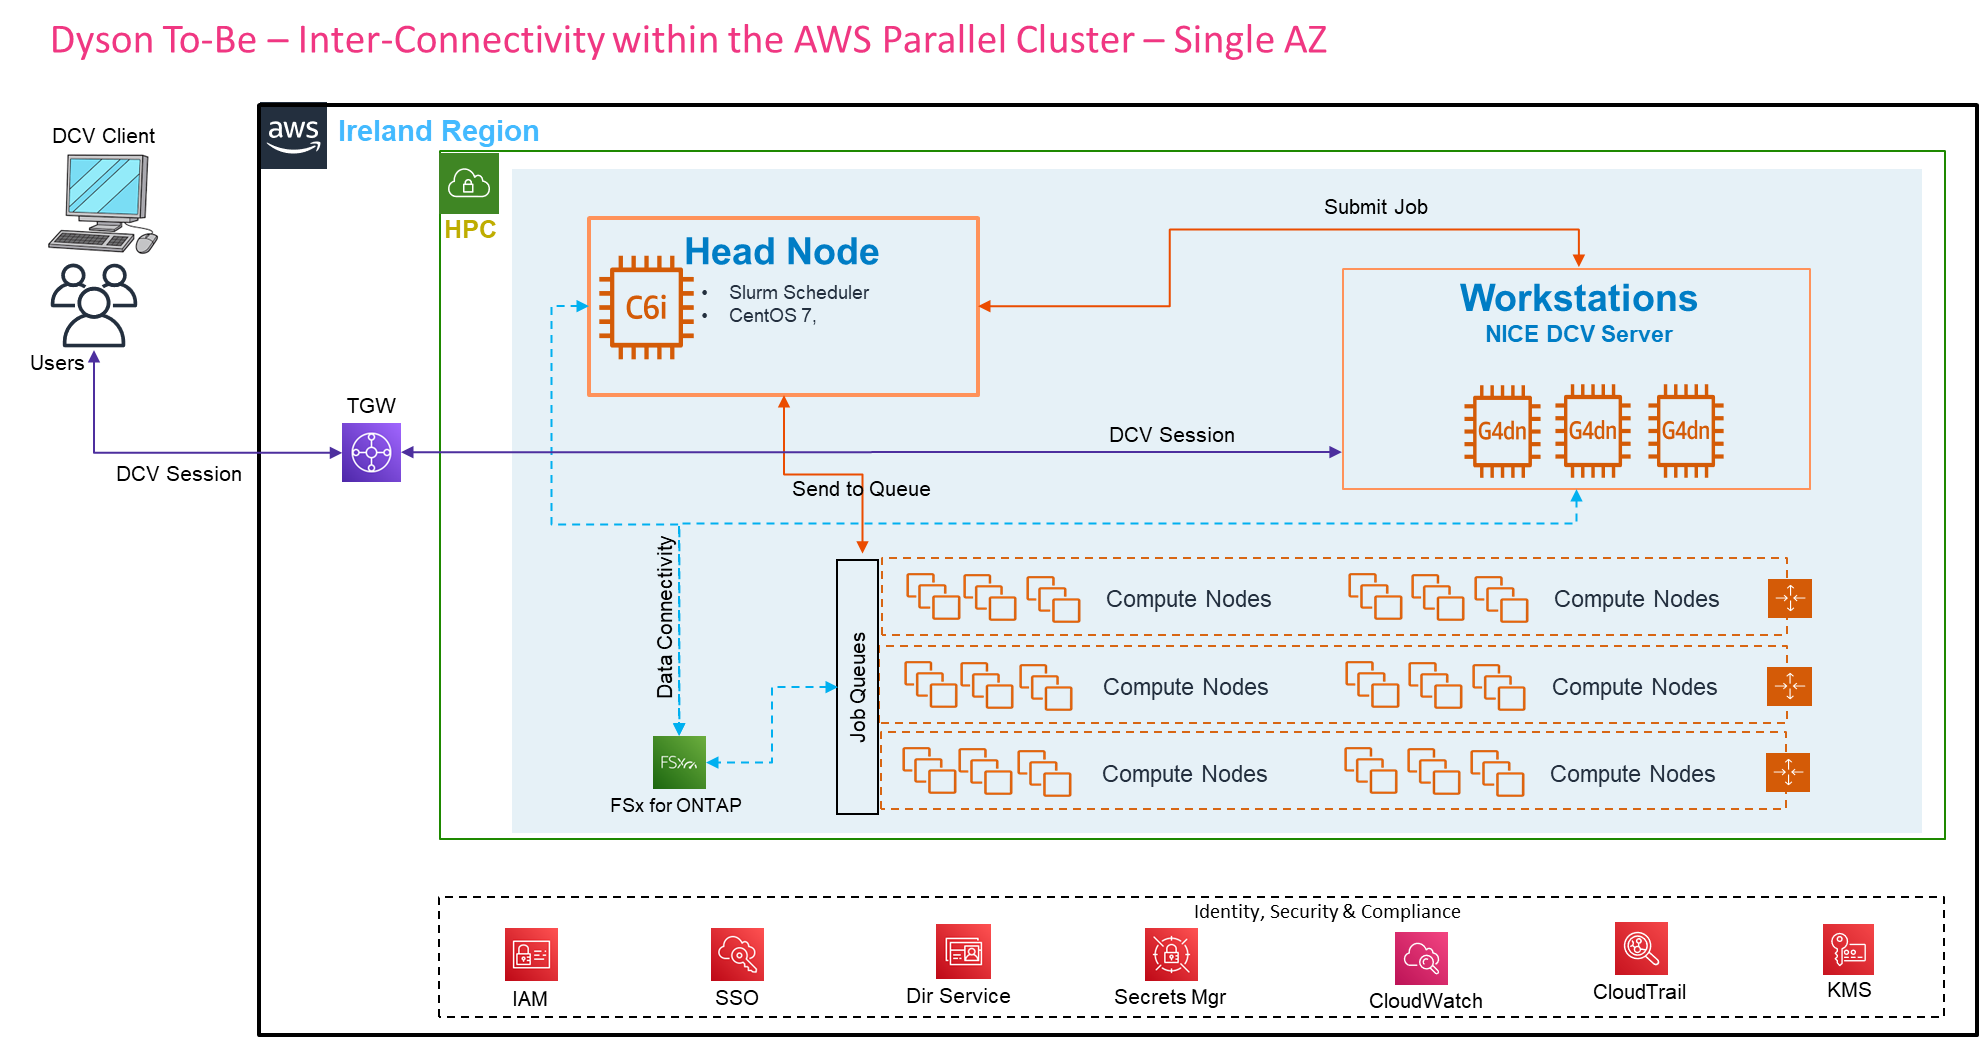 Dyson To-Be – Inter-Connectivity within the AWS Parallel Cluster – Single AZ
DCV Client
Users
DCV Session
aws
Ireland Region
TGW
HPC
Head Node
C6i
• Slurm Scheduler
• CentOS 7,
Submit Job
Workstations
NICE DCV Server
G4dn
G4dn
G4dn
DCV Session
Send to Queue
Data Connectivity
FSx
FSx for ONTAP
Job Queues
Compute Nodes
Compute Nodes
Compute Nodes
Compute Nodes
Compute Nodes
Compute Nodes
Identity, Security & Compliance
IAM
SSO
Dir Service
Secrets Mgr
CloudWatch
CloudTrail
KMS